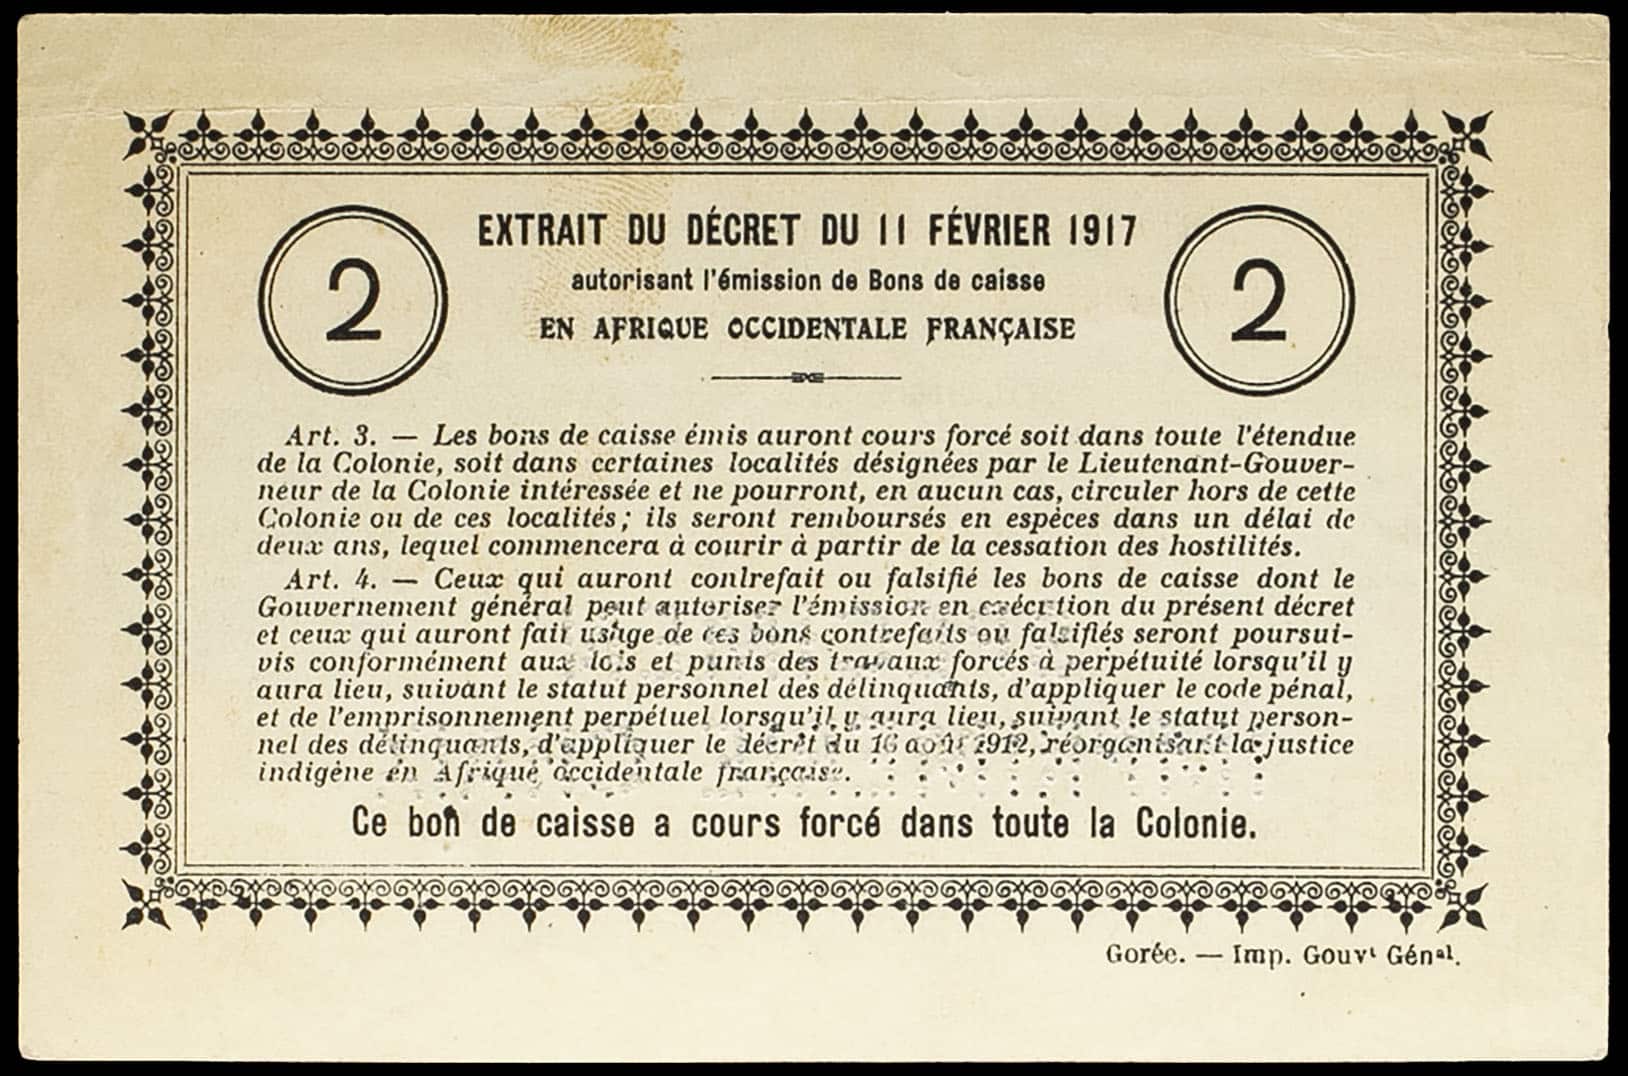 EXTRAIT DU DÉCRET DU 11 FÉVRIER 1917
2
autorisant l'émission de Bons de caisse
2
EN AFRIQUE OCCIDENTALE FRANÇAISE
Art. 3. — Les bons de caisse émis auront cours forcé soit dans toute l'étendue
de la Colonie, soit dans certaines localités désignées par le Lieutenant-Gouver-
neur de la Colonie intéressée et ne pourront, en aucun cas, circuler hors de cette
Colonie ou de ces localités; ils seront remboursés en espèces dans un délai de
deux ans, lequel commencera à courir à partir de la cessation des hostilités.
Art. 4. — Ceux qui auront contrefait ou falsifié les bons de caisse dont le
Gouvernement général peut autoriser l'émission en exécution du présent décret
et ceux qui auront fait usage de ces bons contrefaits ou falsifiés seront poursui-
vis conformément aux lois et punis des travaux forcés à perpétuité lorsqu'il y
aura lieu, suivant le statut personnel des délinquants, d'appliquer le code pénal,
et de l'emprisonnement perpétuel lorsqu'il y aura lieu, suivant le statut person-
nel des délinquants, d'appliquer le décrêt du 16 août 1912, réorganisant la justice
indigène en Afrique occidentale française.
Ce bon de caisse a cours forcé dans toute la Colonie.
Gorée. — Imp. Gouvt Génal.